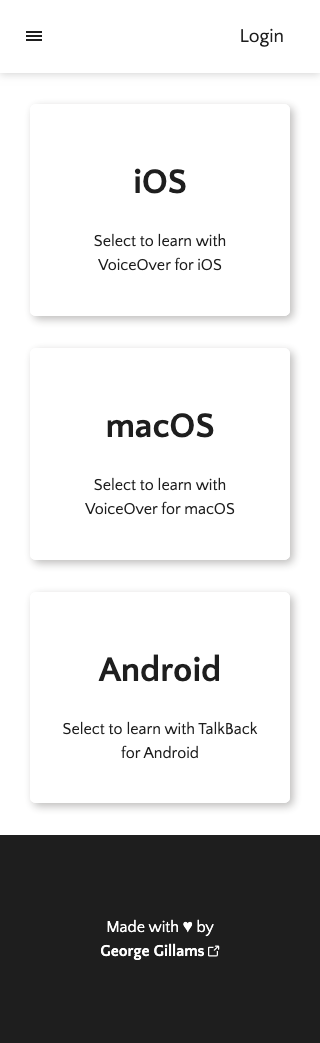 Login
iOS
Select to learn with
VoiceOver for iOS
macOS
Select to learn with
VoiceOver for macOS
Android
Select to learn with TalkBack
for Android
Made with ♥ by
George Gillams